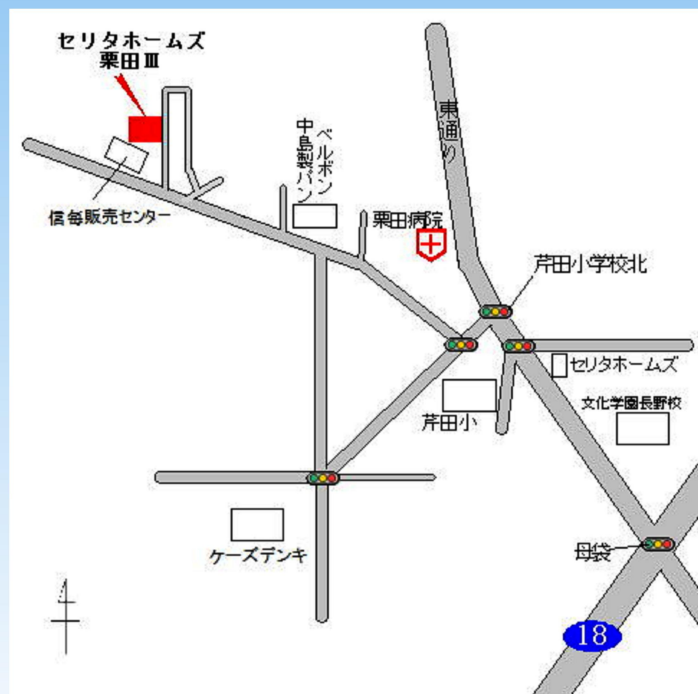 セリタホームズ
栗田Ⅲ
信毎販売センター
ベルボン
中島製パン
栗田病院
東通り
芹田小学校北
セリタホームズ
文化学園長野校
芹田小
ケーズデンキ
母袋
18